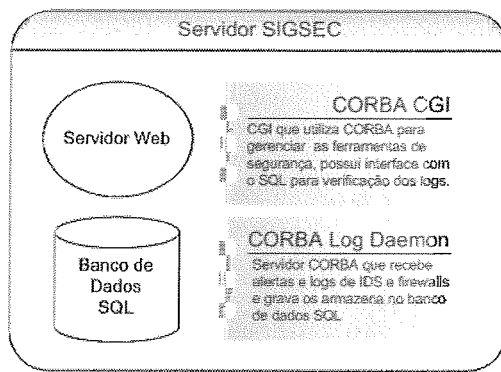 Servidor SIGSEC
Servidor Web
CORBA CGI
CGI que utiliza CORBA para
gerenciar as ferramentas de
segurança, possui interface com
o SQL para verificação dos logs.
Banco de
Dados
SQL
CORBA Log Daemon
Servidor CORBA que recebe
alertas e logs de IDS e firewalls
e grava os armazena no banco
de dados SQL